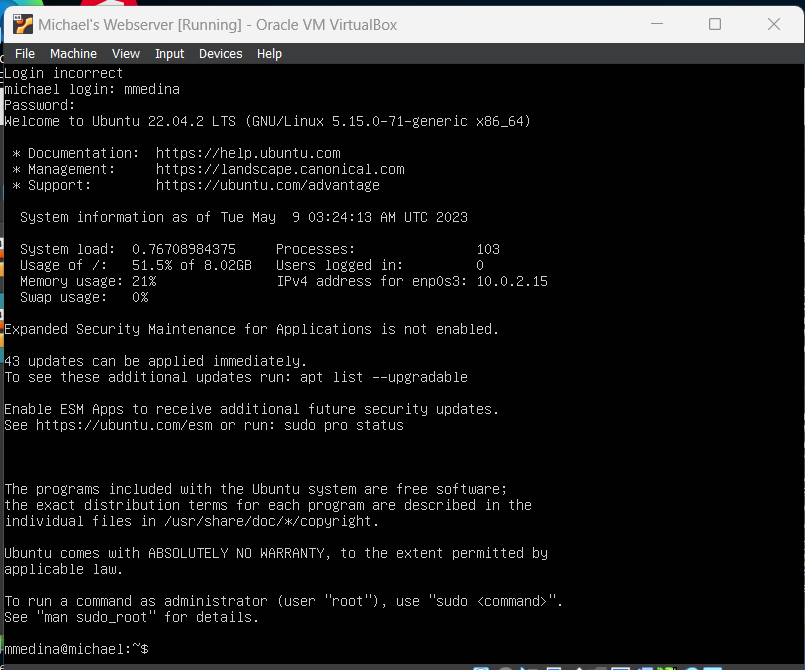 Michael's Webserver [Running] - Oracle VM VirtualBox
File Machine View Input Devices Help
Login incorrect
michael login: mmedina
Password:
Welcome to Ubuntu 22.04.2 LTS (GNU/Linux 5.15.0-71-generic x86_64)
* Documentation: https://help.ubuntu.com
* Management: https://landscape.canonical.com
* Support: https://ubuntu.com/advantage
System information as of Tue May 9 03:24:13 AM UTC 2023
System load: 0.76708984375 Processes: 103
Usage of /: 51.5% of 8.02GB Users logged in: 0
Memory usage: 21% IPv4 address for enp0s3: 10.0.2.15
Swap usage: 0%
Expanded Security Maintenance for Applications is not enabled.
43 updates can be applied immediately.
To see these additional updates run: apt list --upgradable
Enable ESM Apps to receive additional future security updates.
See https://ubuntu.com/esm or run: sudo pro status
The programs included with the Ubuntu system are free software;
the exact distribution terms for each program are described in the
individual files in /usr/share/doc/*/copyright.
Ubuntu comes with ABSOLUTELY NO WARRANTY, to the extent permitted by
applicable law.
To run a command as administrator (user "root"), use "sudo <command>".
See "man sudo_root" for details.
mmedina@michael:~$